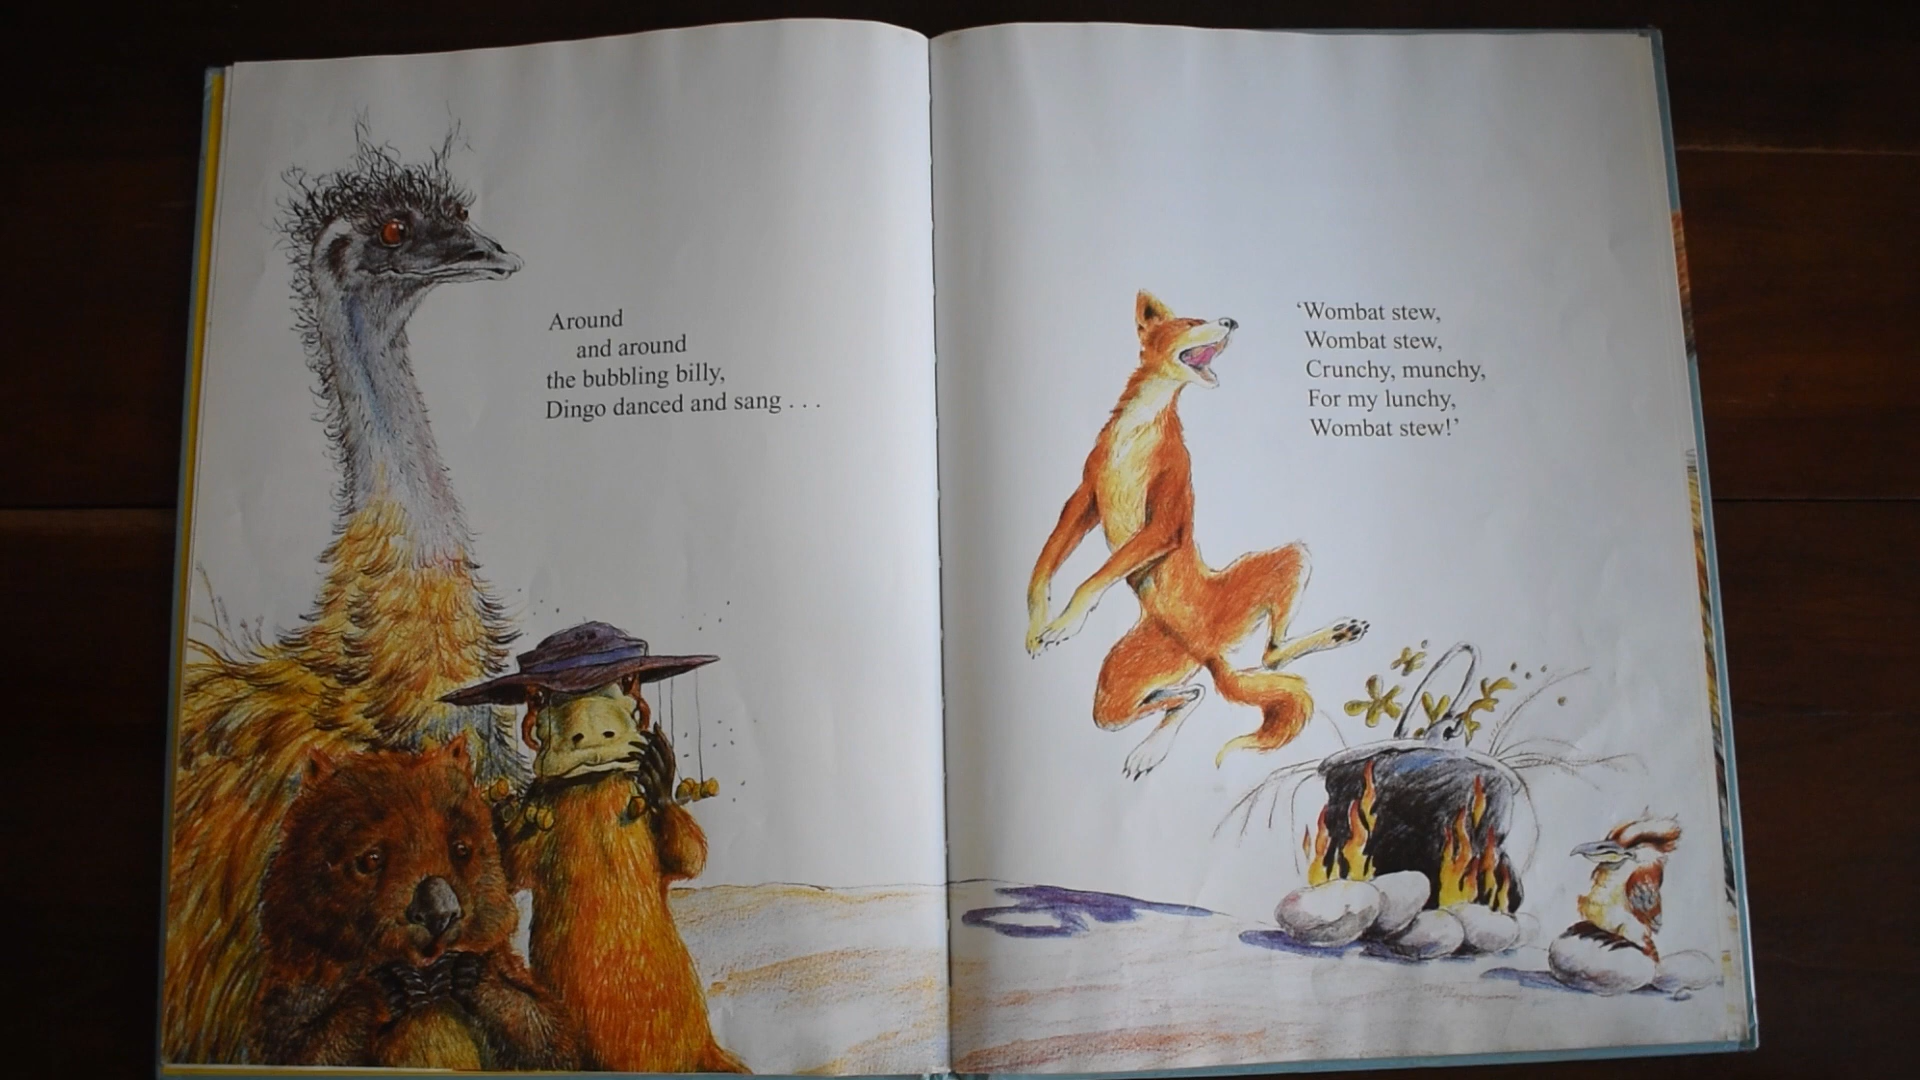 Around
and around
the bubbling billy,
Dingo danced and sang . . .
‘Wombat stew,
Wombat stew,
Crunchy, munchy,
For my lunchy,
Wombat stew!’